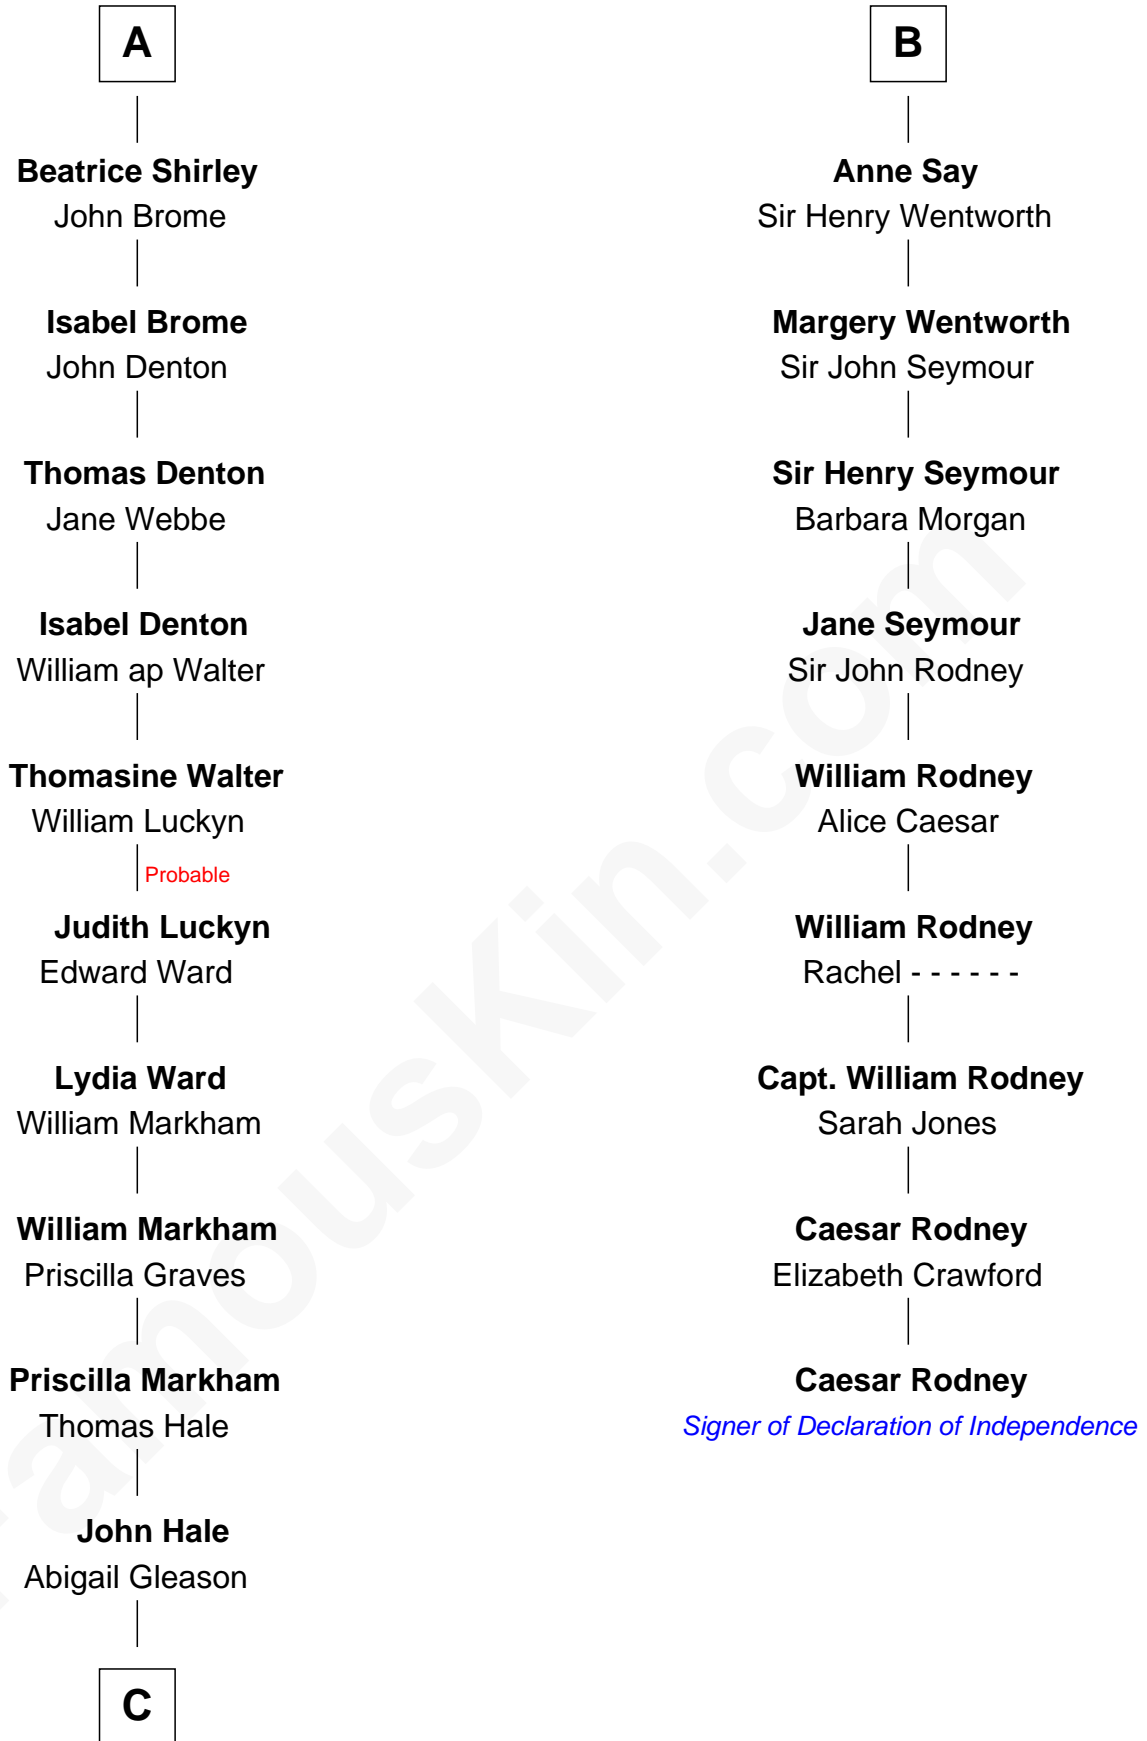 A
Beatrice Shirley
John Brome
Isabel Brome
John Denton
Thomas Denton
Jane Webbe
Isabel Denton
William ap Walter
Thomasine Walter
William Luckyn
Probable
Judith Luckyn
Edward Ward
Lydia Ward
William Markham
William Markham
Priscilla Graves
Priscilla Markham
Thomas Hale
John Hale
Abigail Gleason
C
B
Anne Say
Sir Henry Wentworth
Margery Wentworth
Sir John Seymour
Sir Henry Seymour
Barbara Morgan
Jane Seymour
Sir John Rodney
William Rodney
Alice Caesar
William Rodney
Rachel - - - - - -
Capt. William Rodney
Sarah Jones
Caesar Rodney
Elizabeth Crawford
Caesar Rodney
Signer of Declaration of Independence
FamousKin.com